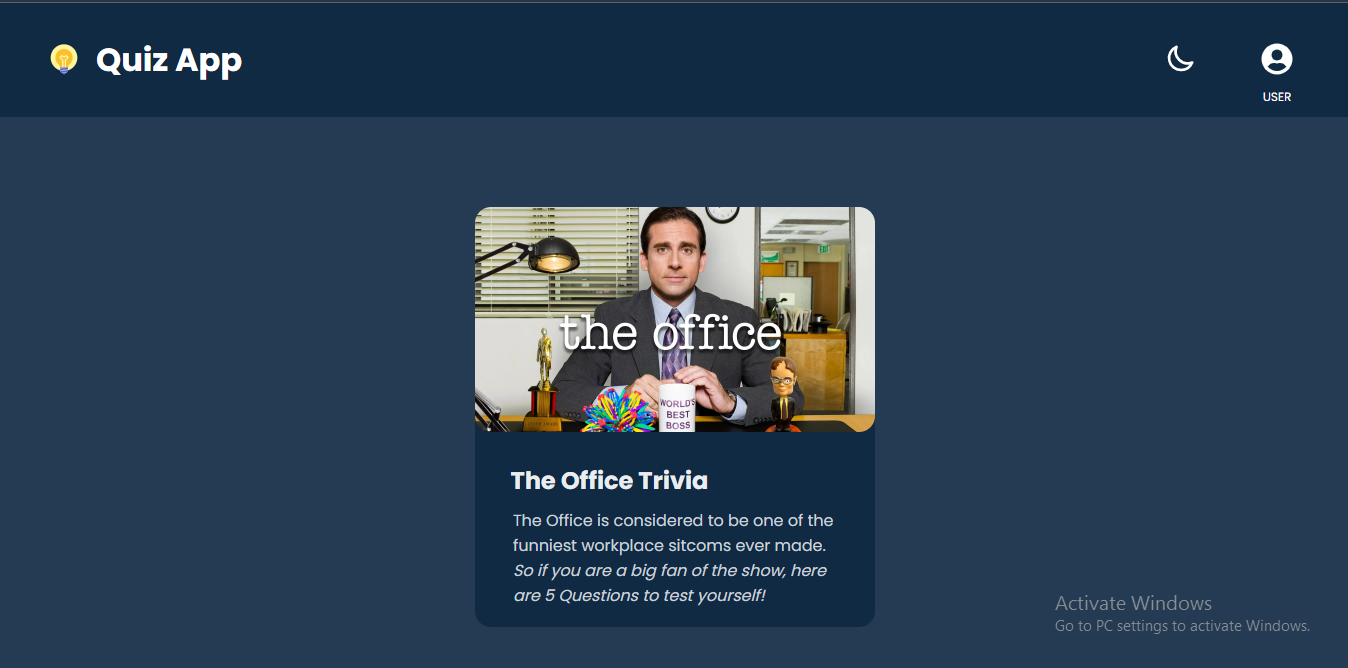 Quiz App
USER
the office
WORLD'S
BEST
BOSS
The Office Trivia
The Office is considered to be one of the
funniest workplace sitcoms ever made.
So if you are a big fan of the show, here
are 5 Questions to test yourself!
Activate Windows
Go to PC settings to activate Windows.